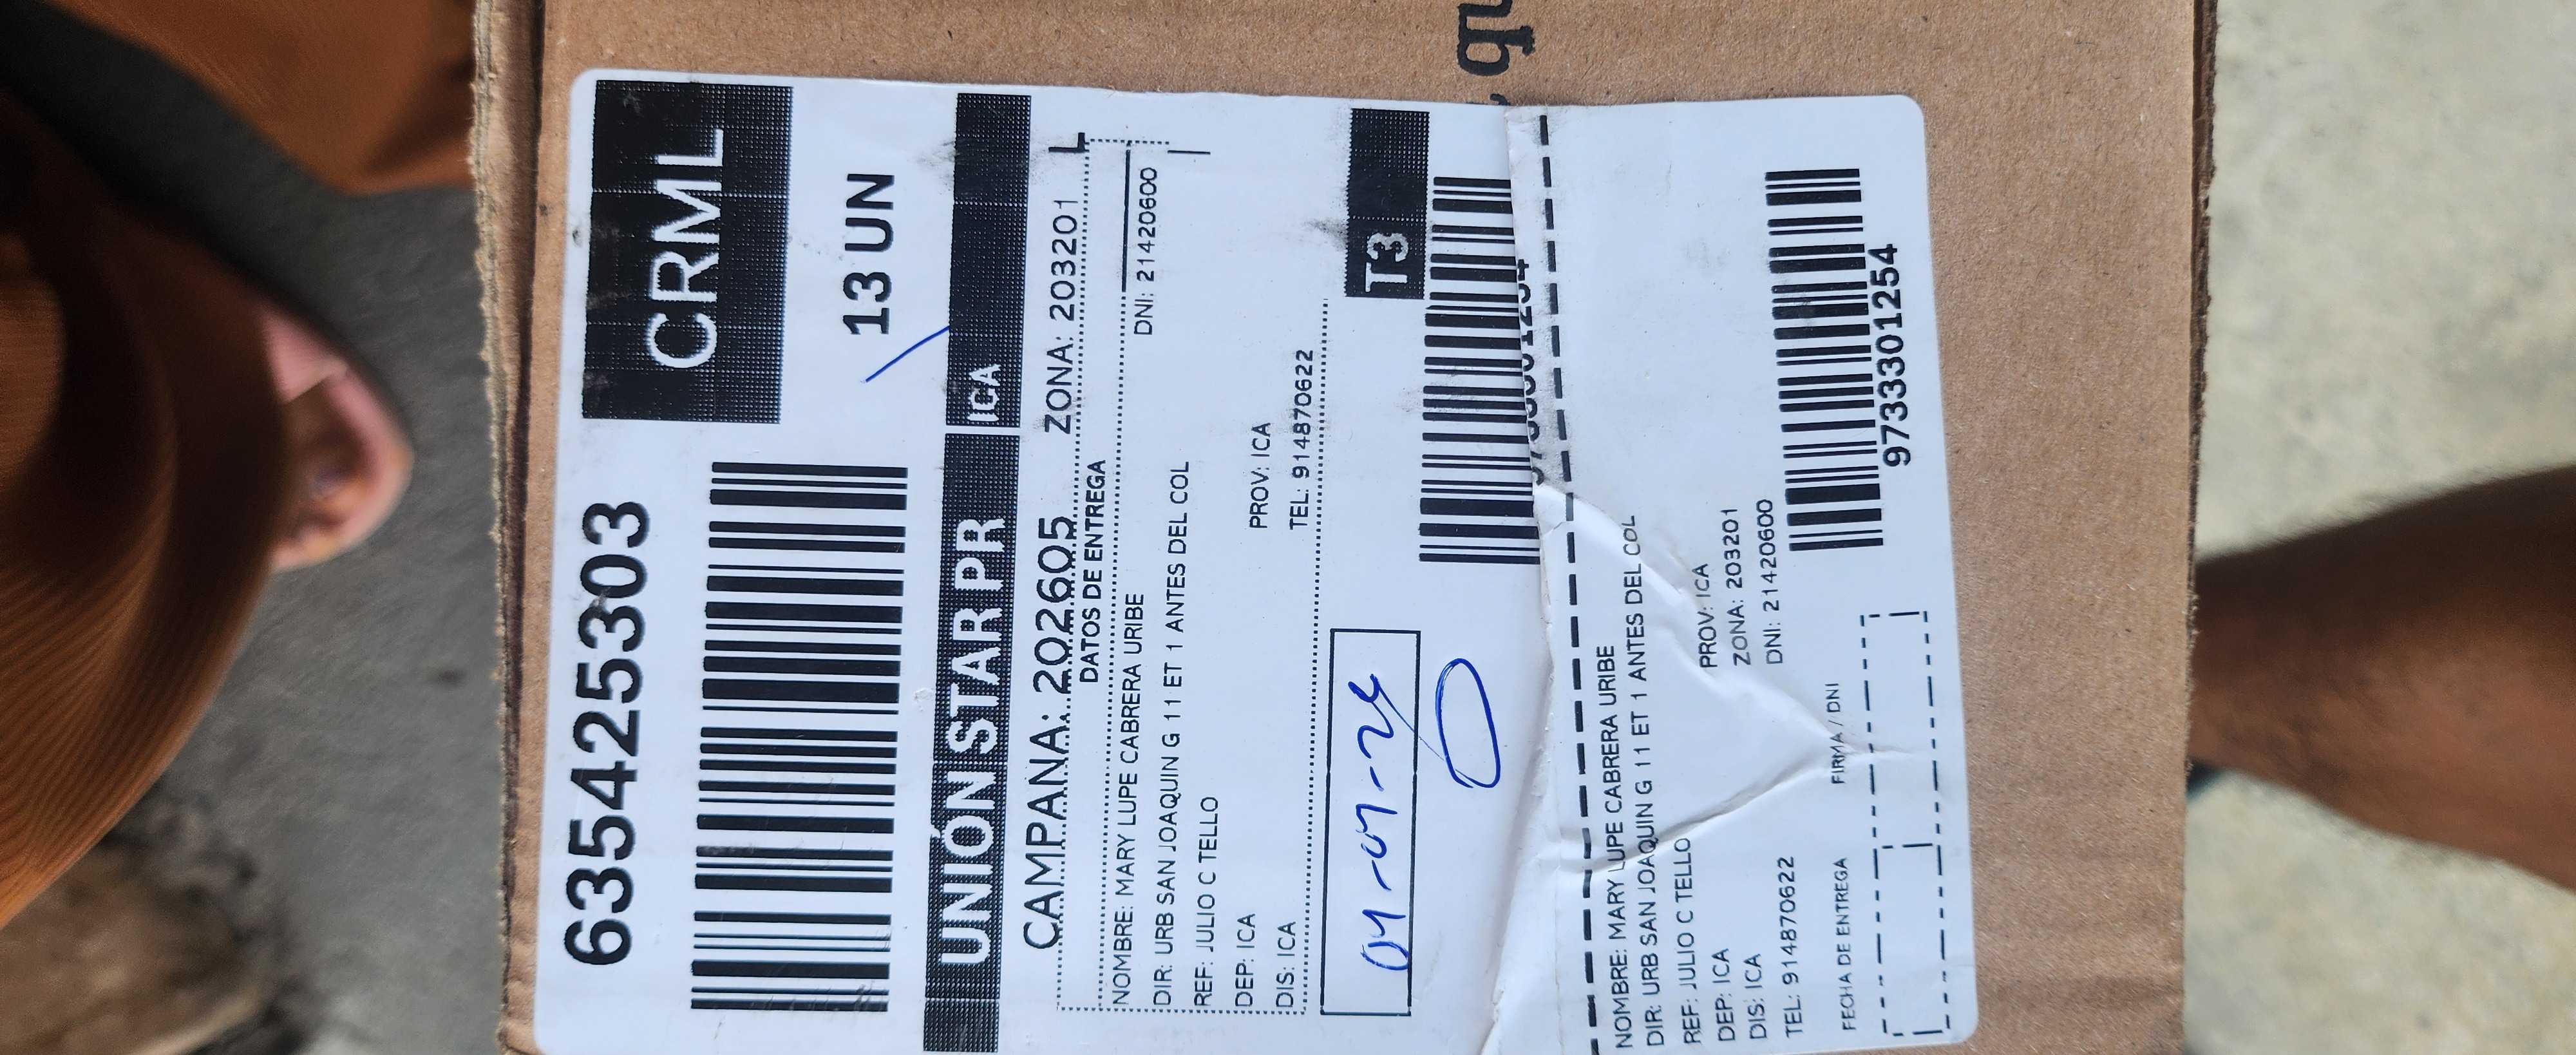 qu
6354253303
CRML
13 UN
UNIÓN STAR PR ICA
CAMPANA: 202605 ZONA: 203201
DATOS DE ENTREGA
NOMBRE: MARY LUPE CABRERA URIBE
DNI: 21420600
DIR: URB SAN JOAQUIN G 11 ET 1 ANTES DEL COL
REF: JULIO C TELLO
DEP: ICA PROV: ICA
DIS: ICA TEL: 914870622
T3
NOMBRE: MARY LUPE CABRERA URIBE
DIR: URB SAN JOAQUIN G 11 ET 1 ANTES DEL COL
REF: JULIO C TELLO
DEP: ICA PROV: ICA
DIS: ICA ZONA: 203201
TEL: 914870622 DNI: 21420600
FECHA DE ENTREGA FIRMA / DNI
9733301254